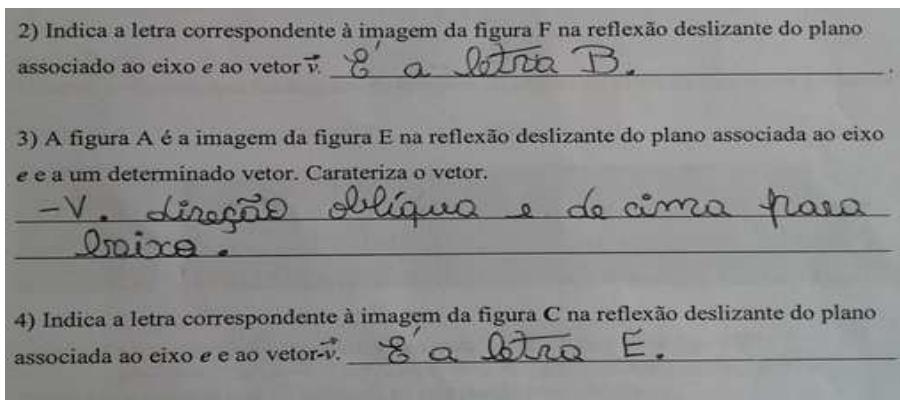 2) Indica a letra correspondente à imagem da figura F na reflexão deslizante do plano
associado ao eixo e ao vetor v⃗. É a letra B.
3) A figura A é a imagem da figura E na reflexão deslizante do plano associada ao eixo
e e a um determinado vetor. Carateriza o vetor.
-V. direção oblíqua e de cima para
baixo.
4) Indica a letra correspondente à imagem da figura C na reflexão deslizante do plano
associada ao eixo e e ao vetor-v⃗. É a letra E.